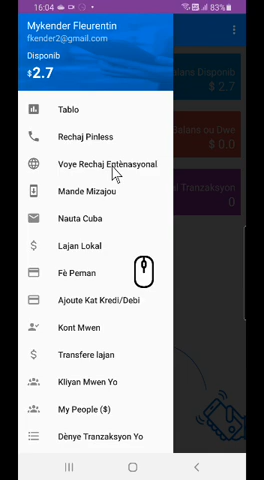 16:04
83%
Mykender Fleurentin
fkender2@gmail.com
Disponib
$2.7
Balans Disponib
$ 2.7
Balans ou Dwe
$ 0.0
Tranzaksyon
0
Tablo
Rechaj Pinless
Voye Rechaj Entènasyonal
Mande Mizajou
Nauta Cuba
Lajan Lokal
Fè Peman
Ajoute Kat Kredi/Debi
Kont Mwen
Transfere lajan
Kliyan Mwen Yo
My People ($)
Dènye Tranzaksyon Yo